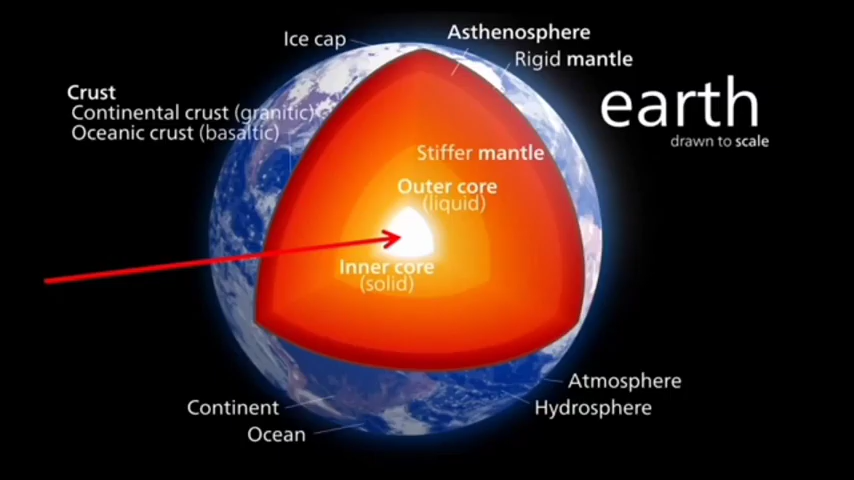 Ice cap
Asthenosphere
Rigid mantle
earth
drawn to scale
Crust
Continental crust (granitic)
Oceanic crust (basaltic)
Stiffer mantle
Outer core
(liquid)
Inner core
(solid)
Atmosphere
Hydrosphere
Continent
Ocean